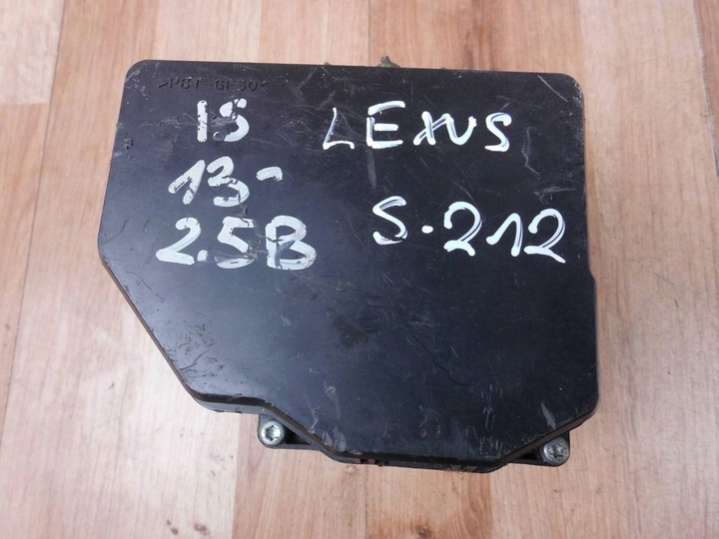 IS LEXUS
13-
2.5B S-212